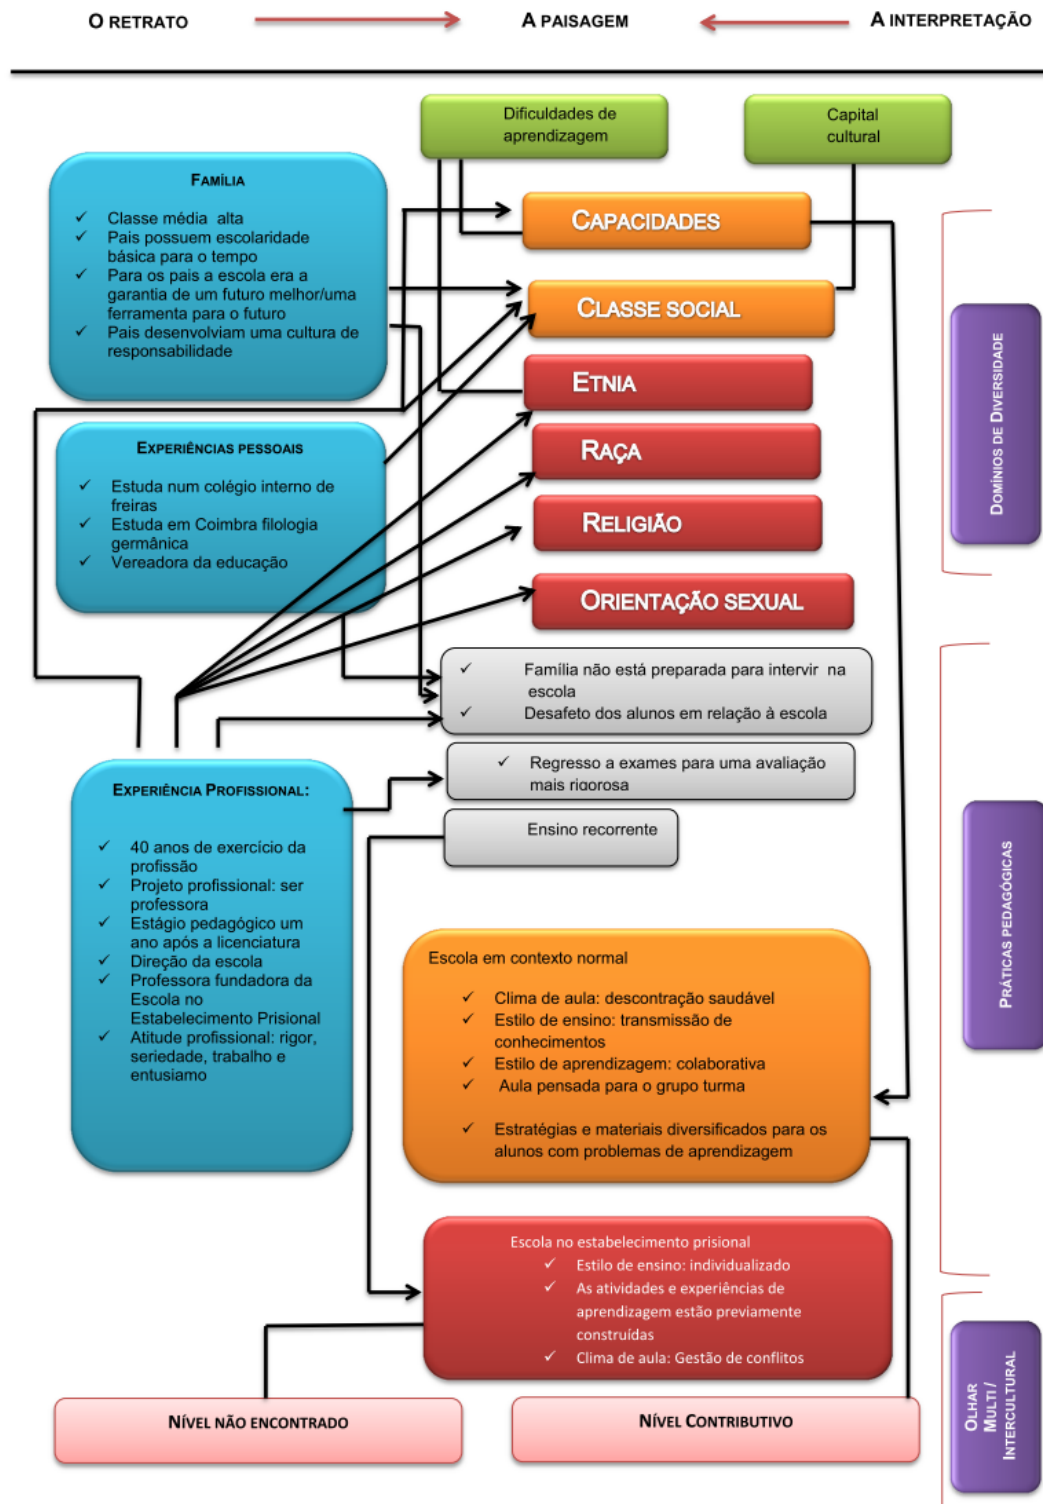 O RETRATO
A PAISAGEM
A INTERPRETAÇÃO
Dificuldades de
aprendizagem
Capital
cultural
FAMÍLIA
✓ Classe média alta
✓ Pais possuem escolaridade
básica para o tempo
✓ Para os pais a escola era a
garantia de um futuro melhor/uma
ferramenta para o futuro
✓ Pais desenvolviam uma cultura de
responsabilidade
CAPACIDADES
CLASSE SOCIAL
ETNIA
RAÇA
RELIGIÃO
ORIENTAÇÃO SEXUAL
DOMÍNIOS DE DIVERSIDADE
EXPERIÊNCIAS PESSOAIS
✓ Estuda num colégio interno de
freiras
✓ Estuda em Coimbra filologia
germânica
✓ Vereadora da educação
✓ Família não está preparada para intervir na
escola
✓ Desafeto dos alunos em relação à escola
✓ Regresso a exames para uma avaliação
mais rigorosa
Ensino recorrente
EXPERIÊNCIA PROFISSIONAL:
✓ 40 anos de exercício da
profissão
✓ Projeto profissional: ser
professora
✓ Estágio pedagógico um
ano após a licenciatura
✓ Direção da escola
✓ Professora fundadora da
Escola no
Estabelecimento Prisional
✓ Atitude profissional: rigor,
seriedade, trabalho e
entusiamo
PRÁTICAS PEDAGÓGICAS
Escola em contexto normal
✓ Clima de aula: descontração saudável
✓ Estilo de ensino: transmissão de
conhecimentos
✓ Estilo de aprendizagem: colaborativa
✓ Aula pensada para o grupo turma
✓ Estratégias e materiais diversificados para os
alunos com problemas de aprendizagem
Escola no estabelecimento prisional
✓ Estilo de ensino: individualizado
✓ As atividades e experiências de
aprendizagem estão previamente
construídas
✓ Clima de aula: Gestão de conflitos
NÍVEL NÃO ENCONTRADO
NÍVEL CONTRIBUTIVO
OLHAR
MULTI /
INTERCULTURAL